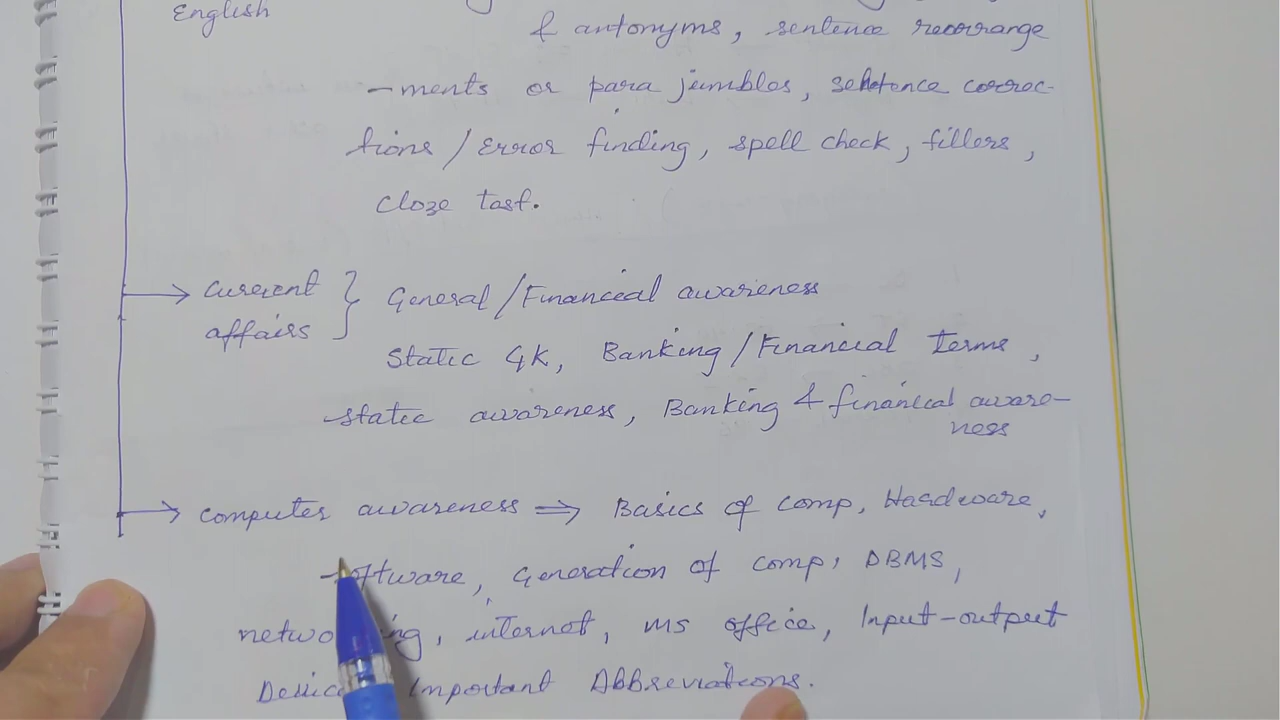 English
& antonyms, sentence rearrange
-ments or para jumbles, sentence correc-
tions / Error finding, spell check, fillers,
Cloze test.
Current General / Financial awareness
affairs
Static GK, Banking / Financial terms,
static awareness, Banking & financial aware-
ness
Computer awareness ⇒ Basics of comp, Hardware,
software, Generation of comp, DBMS,
internet, MS office, Input-output
Important Abbreviations.